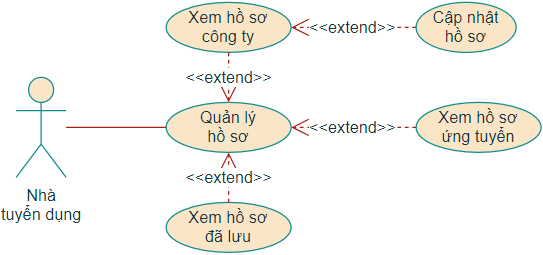 Xem hồ sơ
công ty
<<extend>>
Cập nhật
hồ sơ
<<extend>>
Quản lý
hồ sơ
<<extend>>
Xem hồ sơ
ứng tuyển
<<extend>>
Xem hồ sơ
đã lưu
Nhà
tuyển dụng